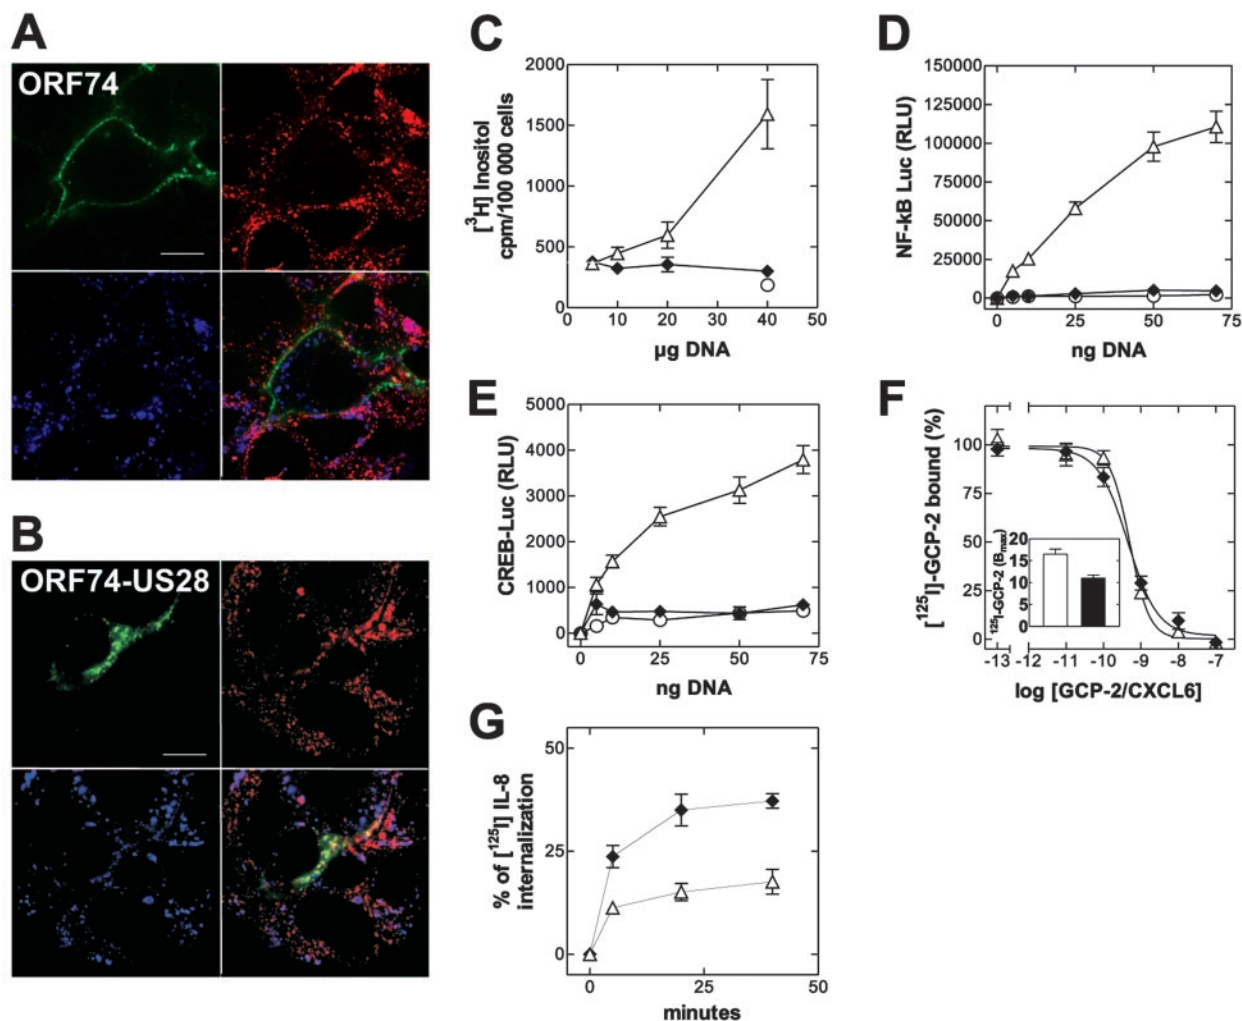 A
ORF74
B
ORF74-US28
C
2000
1500
1000
500
0
[³H] Inositol
cpm/100 000 cells
0 10 20 30 40 50
µg DNA
D
150000
125000
100000
75000
50000
25000
0
NF-kB Luc (RLU)
0 25 50 75
ng DNA
E
5000
4000
3000
2000
1000
0
CREB-Luc (RLU)
0 25 50 75
ng DNA
F
100
75
50
25
0
[¹²⁵I]-GCP-2 bound (%)
20
15
10
5
0
¹²⁵I-GCP-2 (Bmax)
-13 -12 -11 -10 -9 -8 -7
log [GCP-2/CXCL6]
G
50
25
0
% of [¹²⁵I] IL-8
internalization
0 25 50
minutes